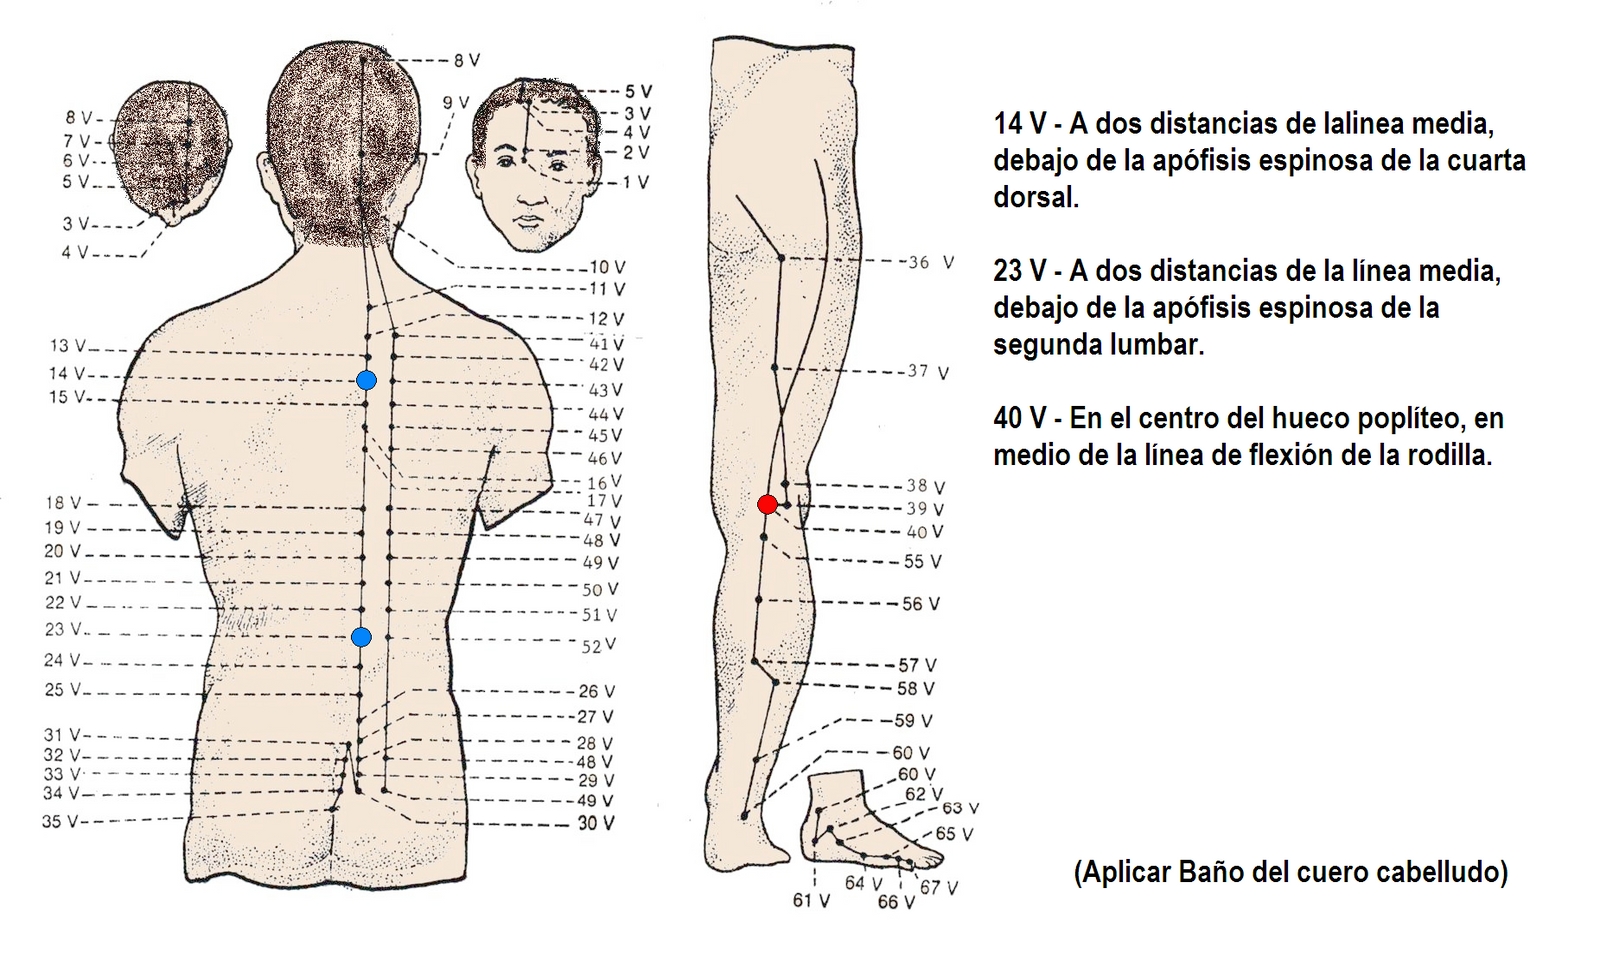 8 V
7 V
6 V
5 V
3 V
4 V
8 V
9 V
5 V
3 V
4 V
2 V
1 V
10 V
11 V
12 V
41 V
42 V
43 V
44 V
45 V
46 V
16 V
17 V
47 V
48 V
49 V
50 V
51 V
52 V
26 V
27 V
28 V
48 V
29 V
49 V
30 V
13 V
14 V
15 V
18 V
19 V
20 V
21 V
22 V
23 V
24 V
25 V
31 V
32 V
33 V
34 V
35 V
36 V
37 V
38 V
39 V
40 V
55 V
56 V
57 V
58 V
59 V
60 V
60 V
62 V
63 V
65 V
64 V
67 V
61 V
66 V
14 V - A dos distancias de lalinea media,
debajo de la apófisis espinosa de la cuarta
dorsal.
23 V - A dos distancias de la línea media,
debajo de la apófisis espinosa de la
segunda lumbar.
40 V - En el centro del hueco poplíteo, en
medio de la línea de flexión de la rodilla.
(Aplicar Baño del cuero cabelludo)